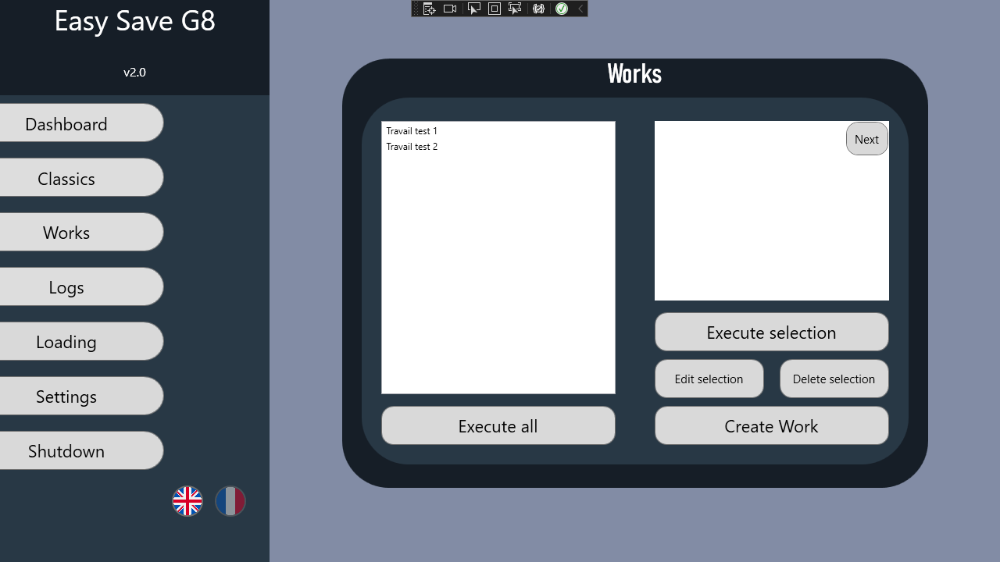 Easy Save G8
v2.0
Dashboard
Classics
Works
Logs
Loading
Settings
Shutdown
Works
Travail test 1
Travail test 2
Next
Execute selection
Edit selection
Delete selection
Execute all
Create Work